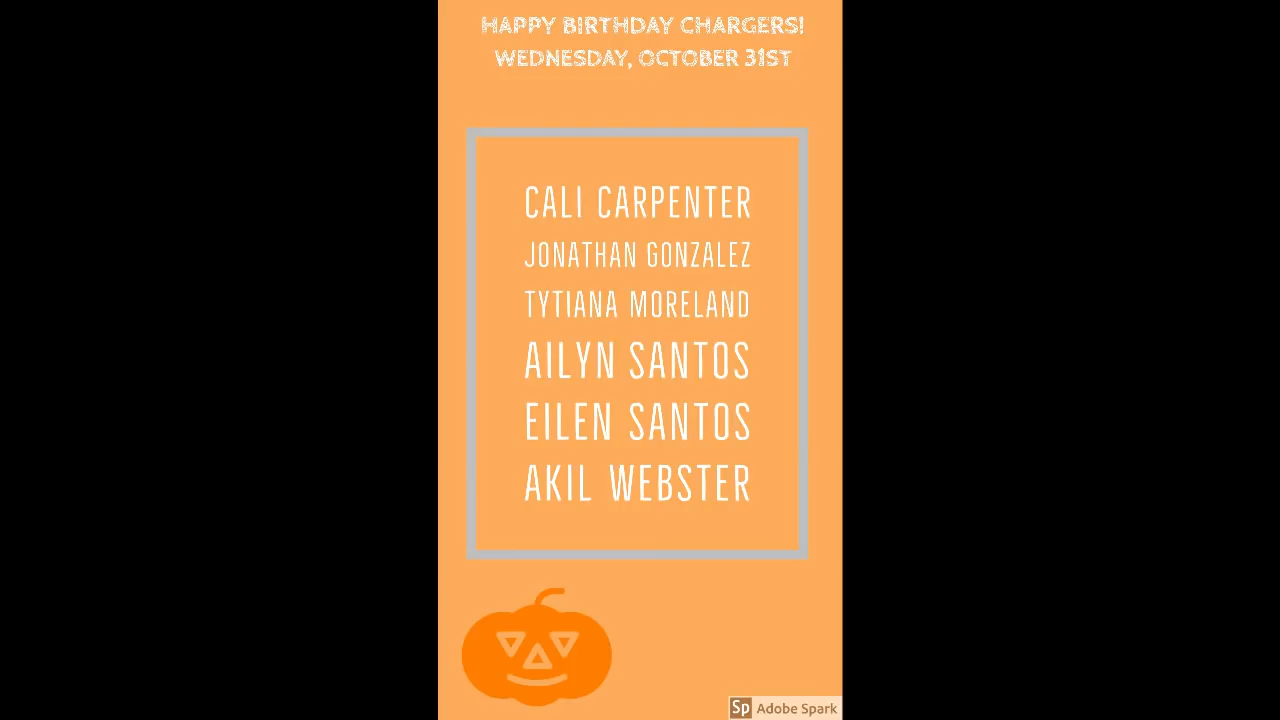 HAPPY BIRTHDAY CHARGERS!
WEDNESDAY, OCTOBER 31ST
CALI CARPENTER
JONATHAN GONZALEZ
TYTIANA MORELAND
AILYN SANTOS
EILEN SANTOS
AKIL WEBSTER
Sp Adobe Spark